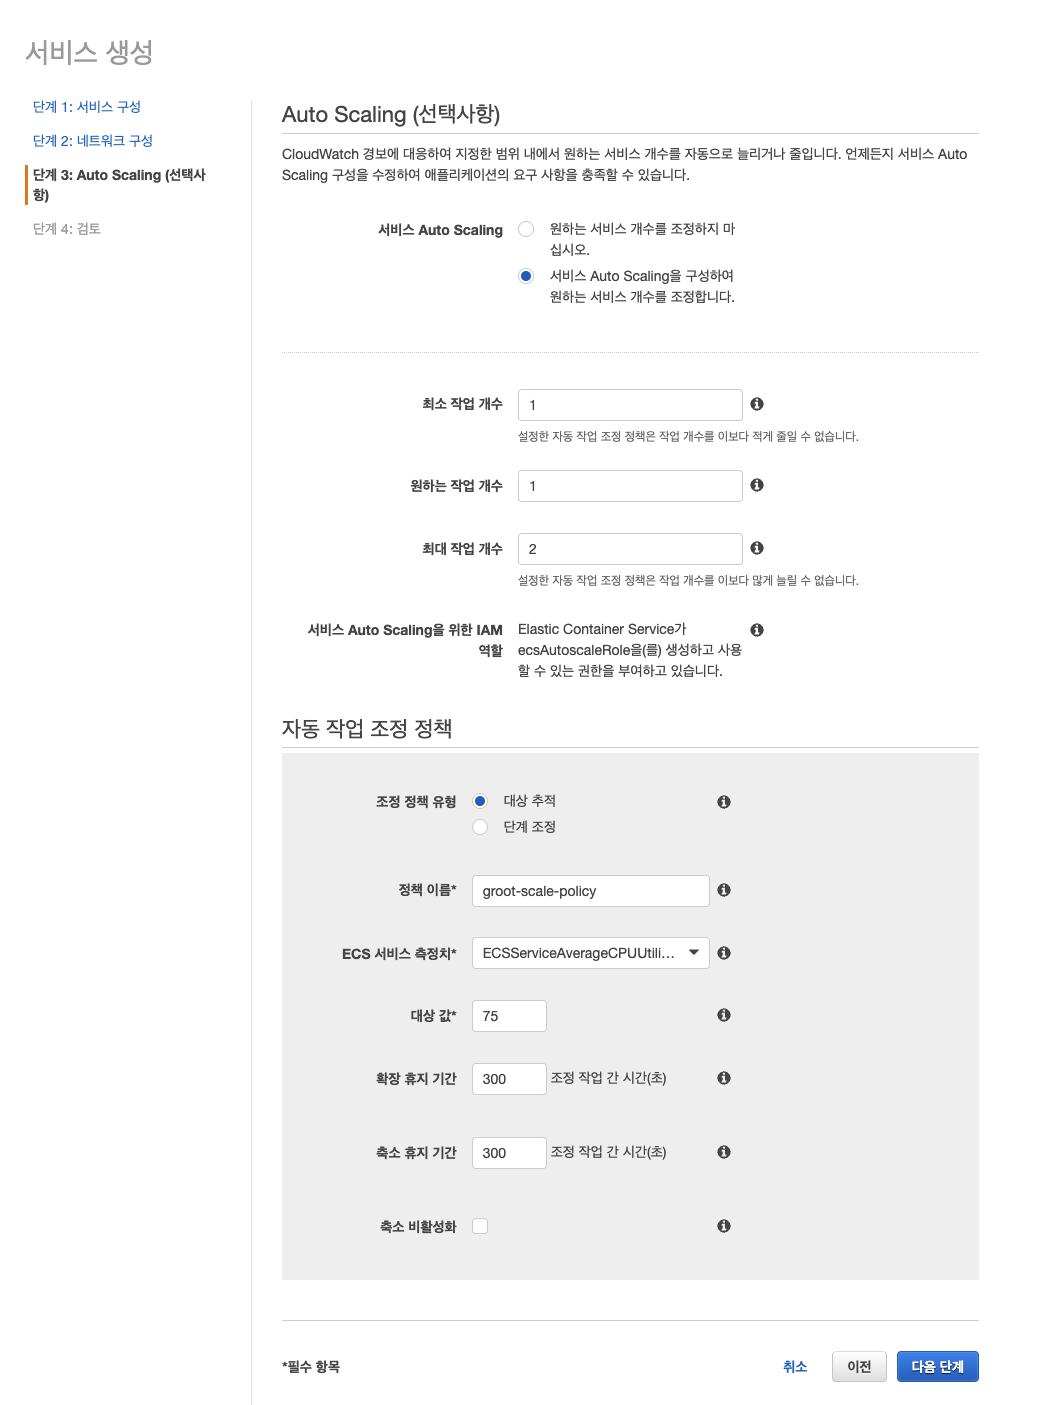 서비스 생성
단계 1: 서비스 구성
단계 2: 네트워크 구성
단계 3: Auto Scaling (선택사
항)
단계 4: 검토
Auto Scaling (선택사항)
CloudWatch 경보에 대응하여 지정한 범위 내에서 원하는 서비스 개수를 자동으로 늘리거나 줄입니다. 언제든지 서비스 Auto
Scaling 구성을 수정하여 애플리케이션의 요구 사항을 충족할 수 있습니다.
서비스 Auto Scaling
원하는 서비스 개수를 조정하지 마
십시오.
서비스 Auto Scaling을 구성하여
원하는 서비스 개수를 조정합니다.
최소 작업 개수 1
설정한 자동 작업 조정 정책은 작업 개수를 이보다 적게 줄일 수 없습니다.
원하는 작업 개수 1
최대 작업 개수 2
설정한 자동 작업 조정 정책은 작업 개수를 이보다 많게 늘릴 수 없습니다.
서비스 Auto Scaling을 위한 IAM
역할
Elastic Container Service가
ecsAutoscaleRole을(를) 생성하고 사용
할 수 있는 권한을 부여하고 있습니다.
자동 작업 조정 정책
조정 정책 유형 대상 추적
단계 조정
정책 이름* groot-scale-policy
ECS 서비스 측정치* ECSServiceAverageCPUUtili...
대상 값* 75
확장 휴지 기간 300 조정 작업 간 시간(초)
축소 휴지 기간 300 조정 작업 간 시간(초)
축소 비활성화
*필수 항목 취소 이전 다음 단계